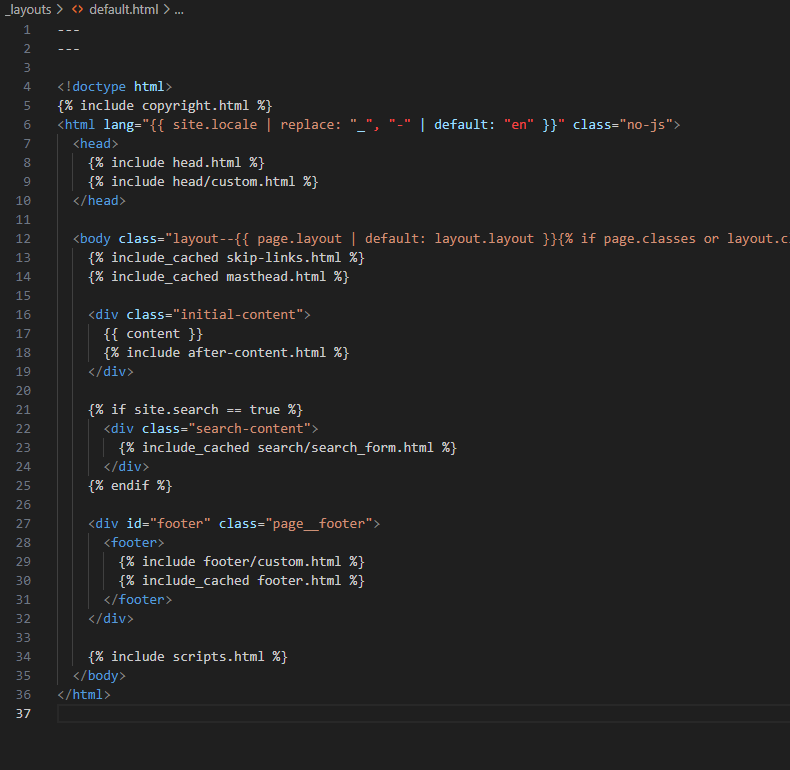 _layouts > <> default.html > ...
1 ---
2 ---
3
4 <!doctype html>
5 {% include copyright.html %}
6 <html lang="{{ site.locale | replace: "_", "-" | default: "en" }}" class="no-js">
7   <head>
8     {% include head.html %}
9     {% include head/custom.html %}
10   </head>
11
12   <body class="layout--{{ page.layout | default: layout.layout }}{% if page.classes or layout.c
13     {% include_cached skip-links.html %}
14     {% include_cached masthead.html %}
15
16     <div class="initial-content">
17       {{ content }}
18       {% include after-content.html %}
19     </div>
20
21     {% if site.search == true %}
22       <div class="search-content">
23         {% include_cached search/search_form.html %}
24       </div>
25     {% endif %}
26
27     <div id="footer" class="page__footer">
28       <footer>
29         {% include footer/custom.html %}
30         {% include_cached footer.html %}
31       </footer>
32     </div>
33
34     {% include scripts.html %}
35   </body>
36 </html>
37